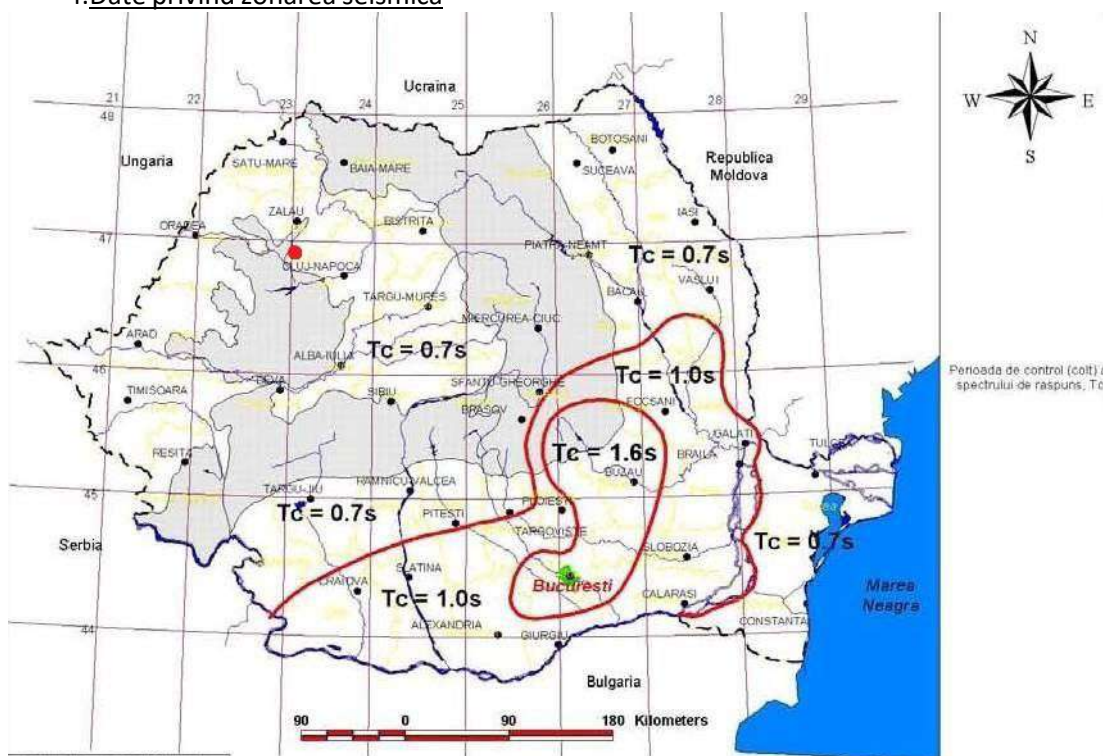 Date privind zonarea seismica
Ucraina
21 22 23 24 25 26 27 28 29
48
N
W E
S
Ungaria
SATU-MARE
BAIA-MARE
BOTOSANI
SUCEAVA
Republica
Moldova
ORADEA
ZALAU
BISTRITA
IASI
47
PIATRA-NEAMT
Tc = 0.7s
CLUJ-NAPOCA
TARGU-MURES
BACAU
VASLUI
MIERCUREA-CIUC
ARAD
ALBA-IULIA
Tc = 0.7s
46
TIMISOARA
DEVA
SIBIU
SFANTU-GHEORGHE
Tc = 1.0s
Perioada de control (colt) a
spectrului de raspuns, Tc
BRASOV
FOCSANI
RESITA
Tc = 1.6s
GALATI
BRAILA
BUZAU
45
TARGU-JIU
RAMNICU-VALCEA
Tc = 0.7s
PITESTI
TARGOVISTE
Tc = 0.7s
Serbia
SLOBOZIA
CRAIOVA
SLATINA
Bucuresti
Tc = 1.0s
CALARASI
Marea
Neagra
44
ALEXANDRIA
GIURGIU
CONSTANTA
Bulgaria
90 0 90 180 Kilometers